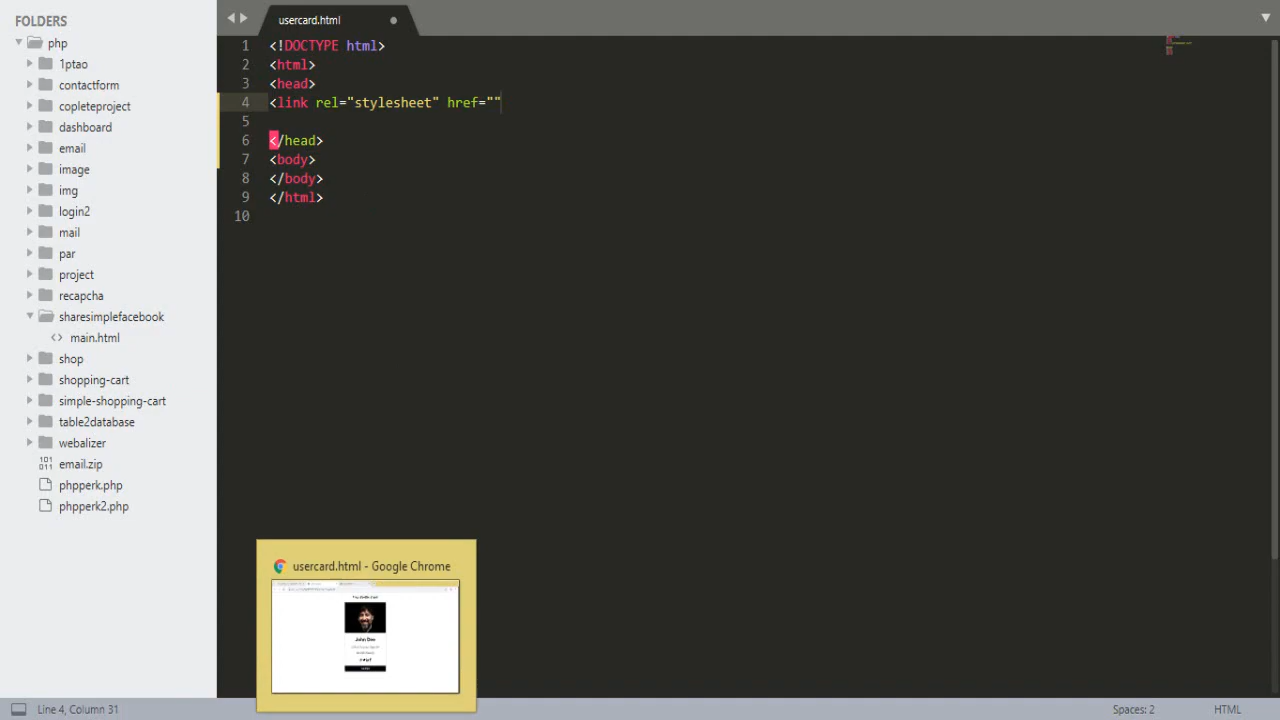 FOLDERS
php
1ptao
contactform
copleteproject
dashboard
email
image
img
login2
mail
par
project
recapcha
sharesimplefacebook
<> main.html
shop
shopping-cart
simple-shopping-cart
table2database
webalizer
email.zip
phpperk.php
phpperk2.php
usercard.html
1 <!DOCTYPE html>
2 <html>
3 <head>
4 <link rel="stylesheet" href=""
5
6 </head>
7 <body>
8 </body>
9 </html>
10
usercard.html - Google Chrome
John Doe
Line 4, Column 31
Spaces: 2
HTML